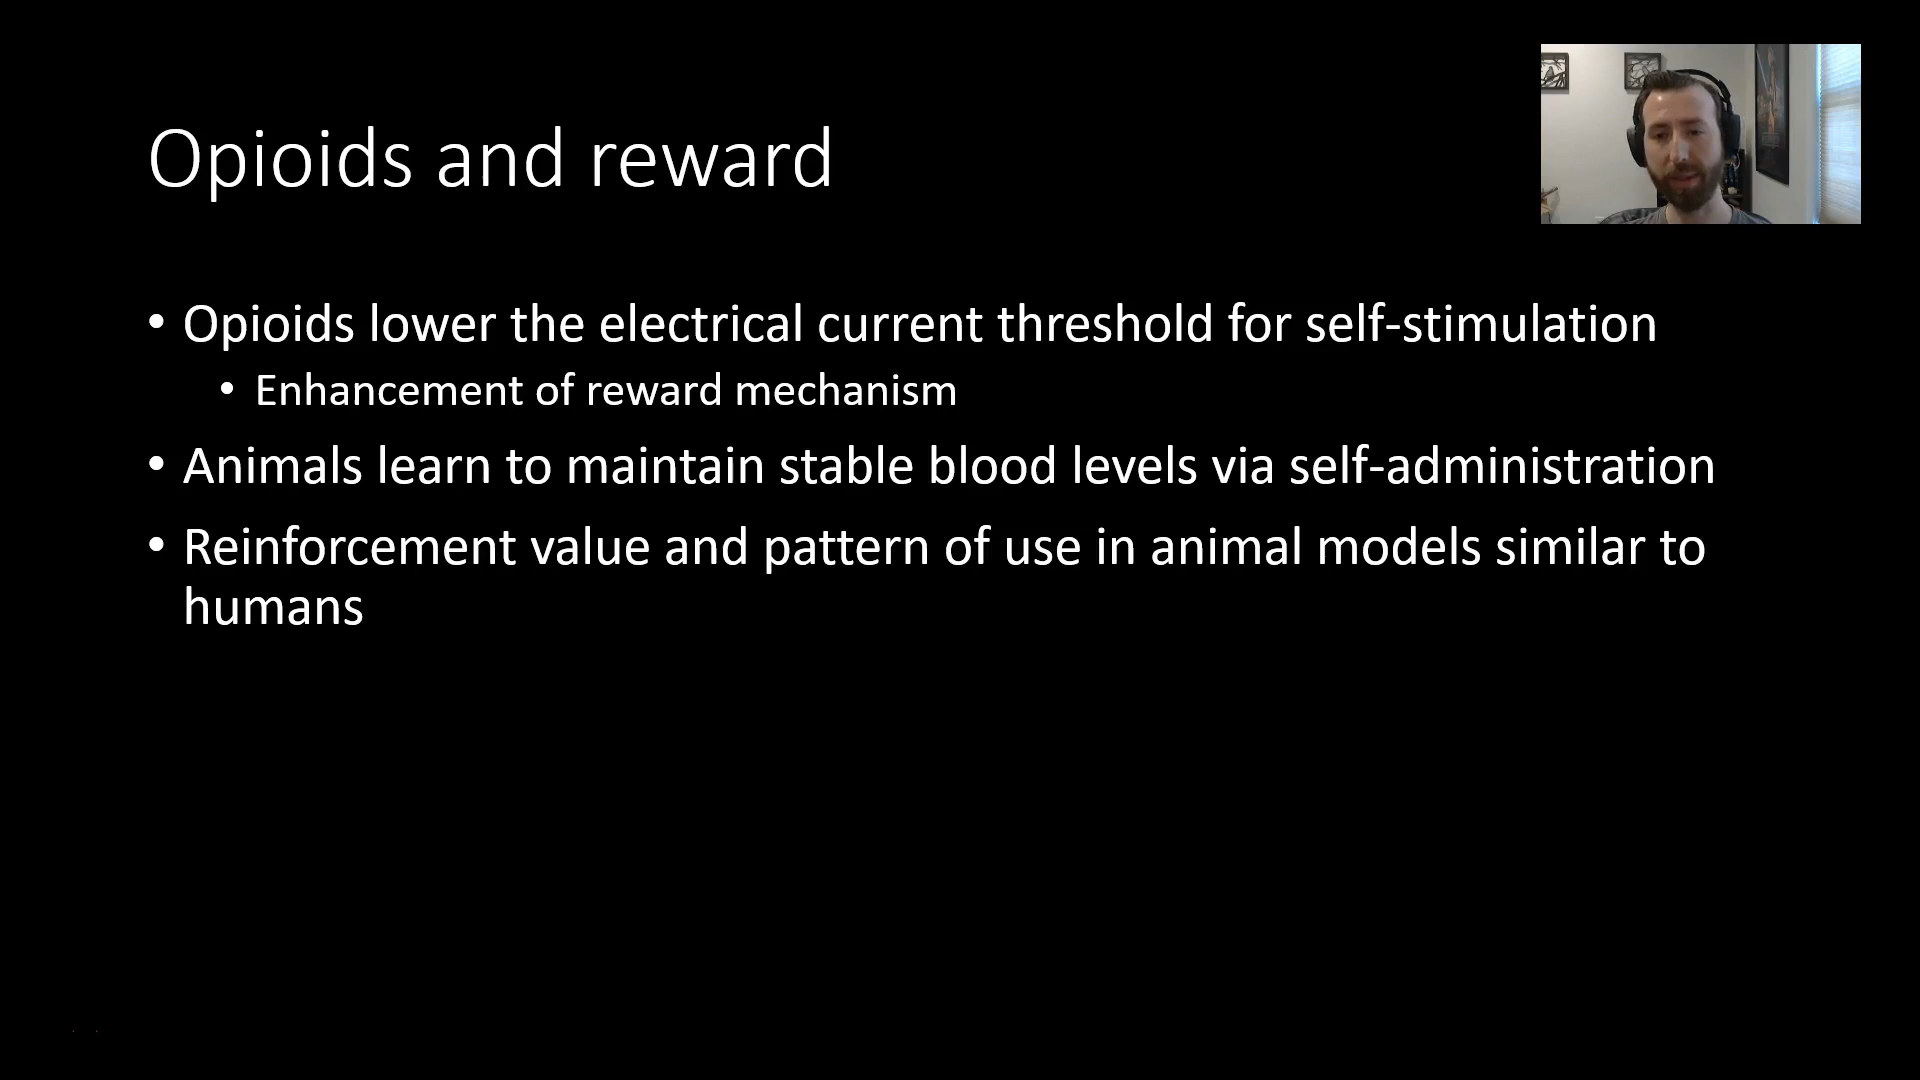 Opioids and reward
• Opioids lower the electrical current threshold for self-stimulation
• Enhancement of reward mechanism
• Animals learn to maintain stable blood levels via self-administration
• Reinforcement value and pattern of use in animal models similar to
humans